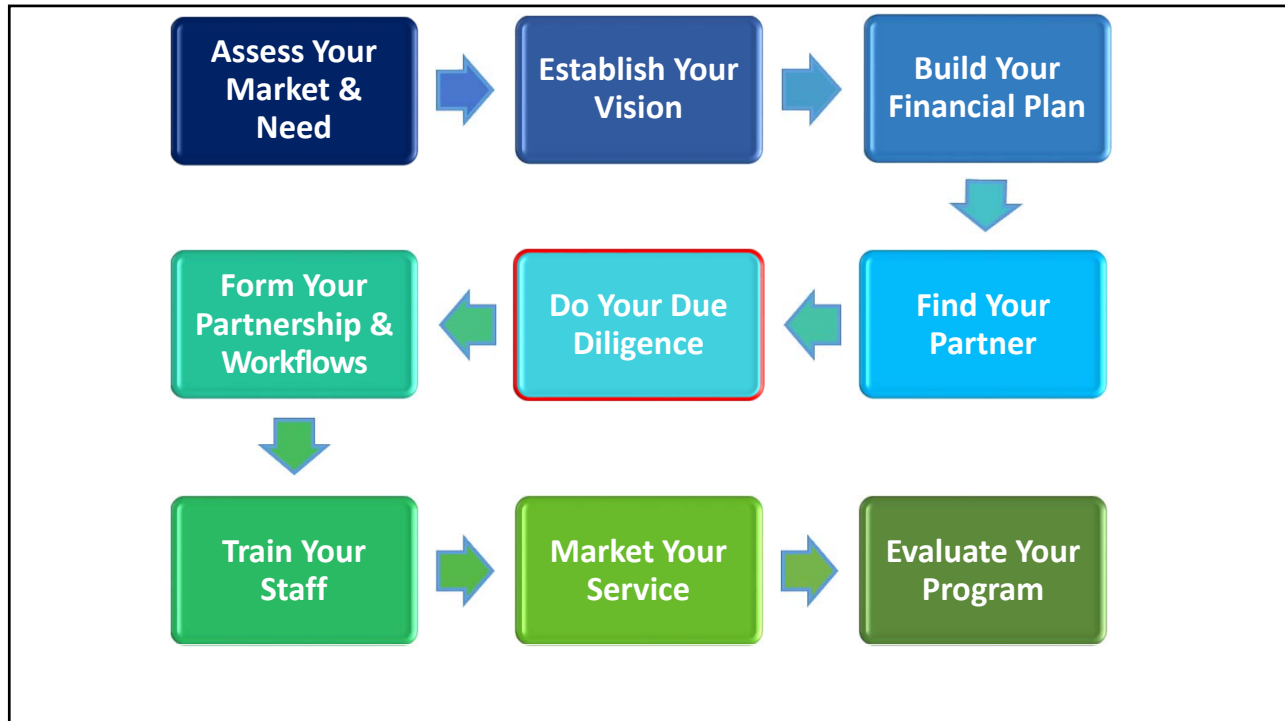 Assess Your
Market &
Need
Establish Your
Vision
Build Your
Financial Plan
Find Your
Partner
Do Your Due
Diligence
Form Your
Partnership &
Workflows
Train Your
Staff
Market Your
Service
Evaluate Your
Program